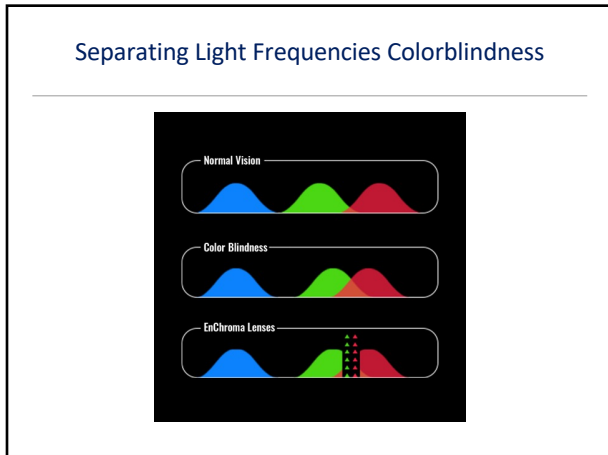 Separating Light Frequencies Colorblindness
Normal Vision
Color Blindness
EnChroma Lenses